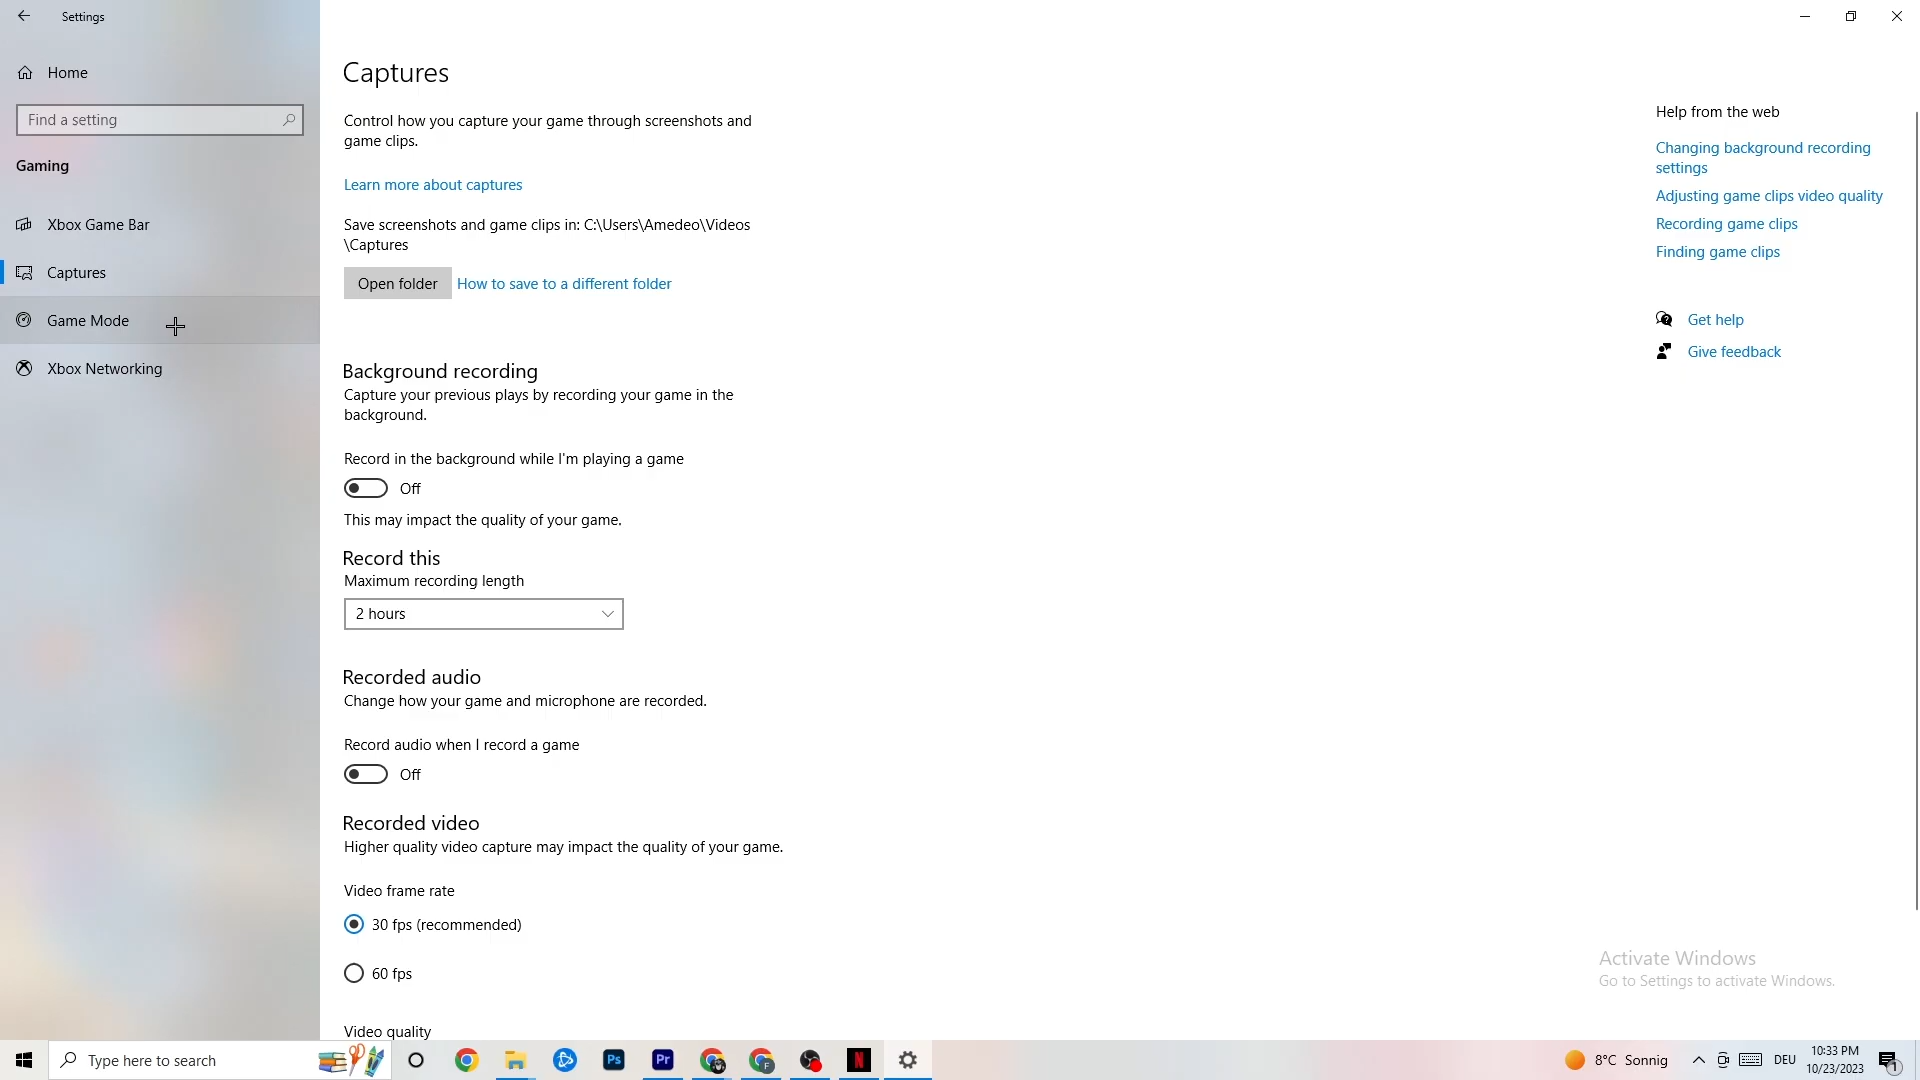 Settings
Home
Find a setting
Gaming
Xbox Game Bar
Captures
Game Mode
Xbox Networking
Captures
Control how you capture your game through screenshots and
game clips.
Learn more about captures
Save screenshots and game clips in: C:\Users\Amedeo\Videos
\Captures
Open folder
How to save to a different folder
Background recording
Capture your previous plays by recording your game in the
background.
Record in the background while I'm playing a game
Off
This may impact the quality of your game.
Record this
Maximum recording length
2 hours
Recorded audio
Change how your game and microphone are recorded.
Record audio when I record a game
Off
Recorded video
Higher quality video capture may impact the quality of your game.
Video frame rate
30 fps (recommended)
60 fps
Video quality
Help from the web
Changing background recording
settings
Adjusting game clips video quality
Recording game clips
Finding game clips
Get help
Give feedback
Activate Windows
Go to Settings to activate Windows.
Type here to search
Ps
Pr
F
N
8°C Sonnig
DEU
10:33 PM
10/23/2023
1